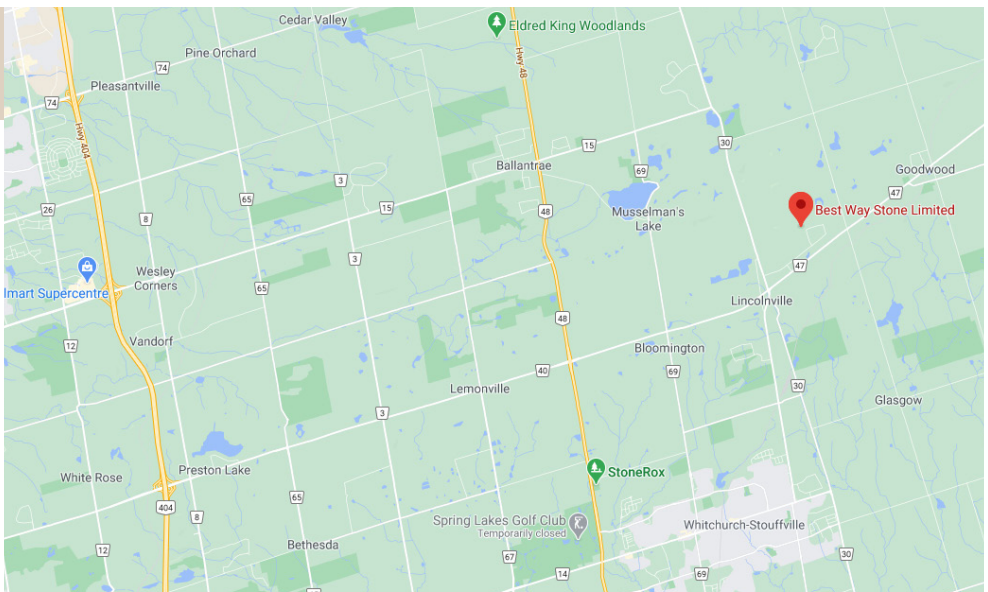 Cedar Valley
Eldred King Woodlands
Pine Orchard
Hwy 48
74
Pleasantville
74
Hwy 404
15
30
Ballantrae
69
Goodwood
3
47
65
26
15
8
48
Musselman's
Lake
Best Way Stone Limited
3
47
Wesley
Corners
65
lmart Supercentre
Lincolnville
48
12
Vandorf
Bloomington
40
69
Lemonville
30
Glasgow
3
White Rose
Preston Lake
StoneRox
65
404
8
Spring Lakes Golf Club
Temporarily closed
Whitchurch-Stouffville
Bethesda
12
67
30
14
69